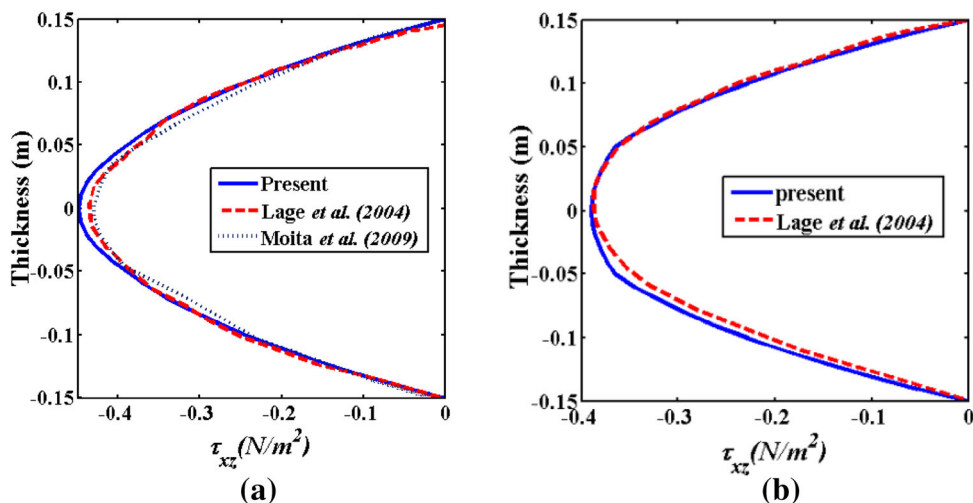 0.15
0.1
0.05
0
-0.05
-0.1
-0.15
Thickness (m)
-0.4
-0.3
-0.2
-0.1
0
τxz(N/m²)
Present
Lage et al. (2004)
Moita et al. (2009)
(a)
0.15
0.1
0.05
0
-0.05
-0.1
-0.15
Thickness (m)
-0.4
-0.3
-0.2
-0.1
0
τxz(N/m²)
present
Lage et al. (2004)
(b)